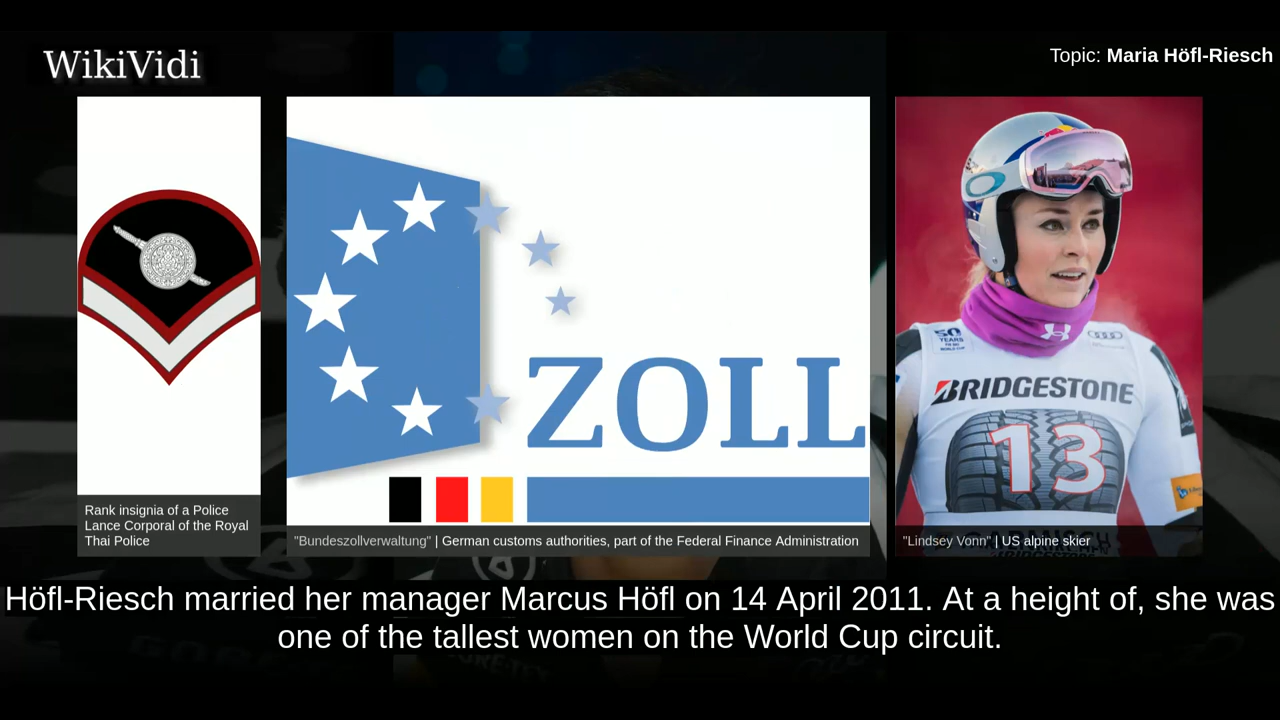 WikiVidi
Topic: Maria Höfl-Riesch
ZOLL
50
YEARS
BRIDGESTONE
13
Rank insignia of a Police
Lance Corporal of the Royal
Thai Police
"Bundeszollverwaltung" | German customs authorities, part of the Federal Finance Administration
"Lindsey Vonn" | US alpine skier
Höfl-Riesch married her manager Marcus Höfl on 14 April 2011. At a height of, she was
one of the tallest women on the World Cup circuit.